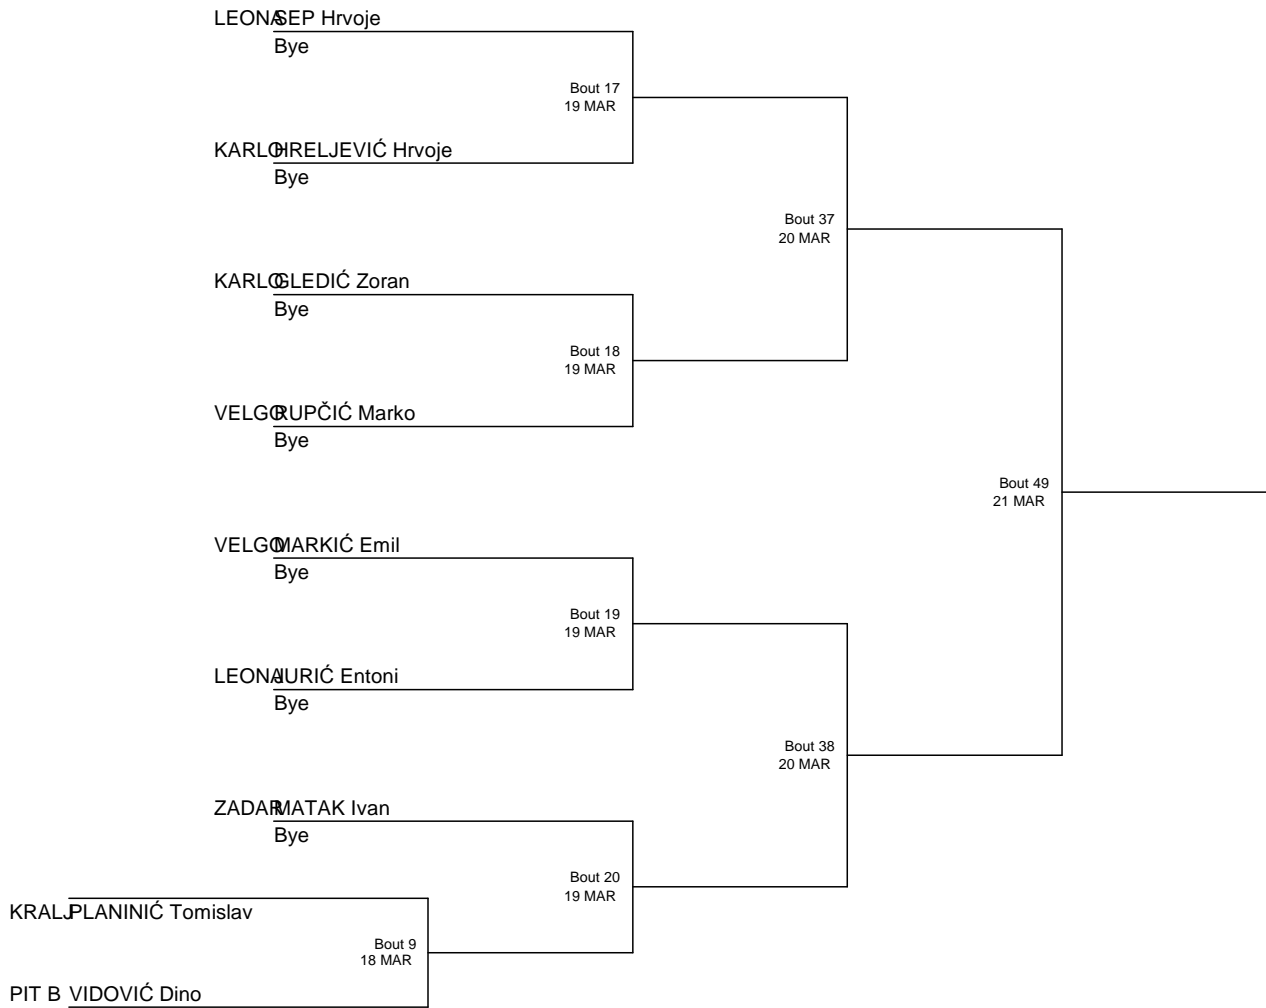 LEONA SEP Hrvoje
Bye
Bout 17
19 MAR
KARLO HRELJEVIĆ Hrvoje
Bye
Bout 37
20 MAR
KARLO GLEDIĆ Zoran
Bye
Bout 18
19 MAR
VELGO RUPČIĆ Marko
Bye
Bout 49
21 MAR
VELGO MARKIĆ Emil
Bye
Bout 19
19 MAR
LEONA JURIĆ Entoni
Bye
Bout 38
20 MAR
ZADAR MATAK Ivan
Bye
Bout 20
19 MAR
KRALJ PLANINIĆ Tomislav
Bout 9
18 MAR
PIT B VIDOVIĆ Dino